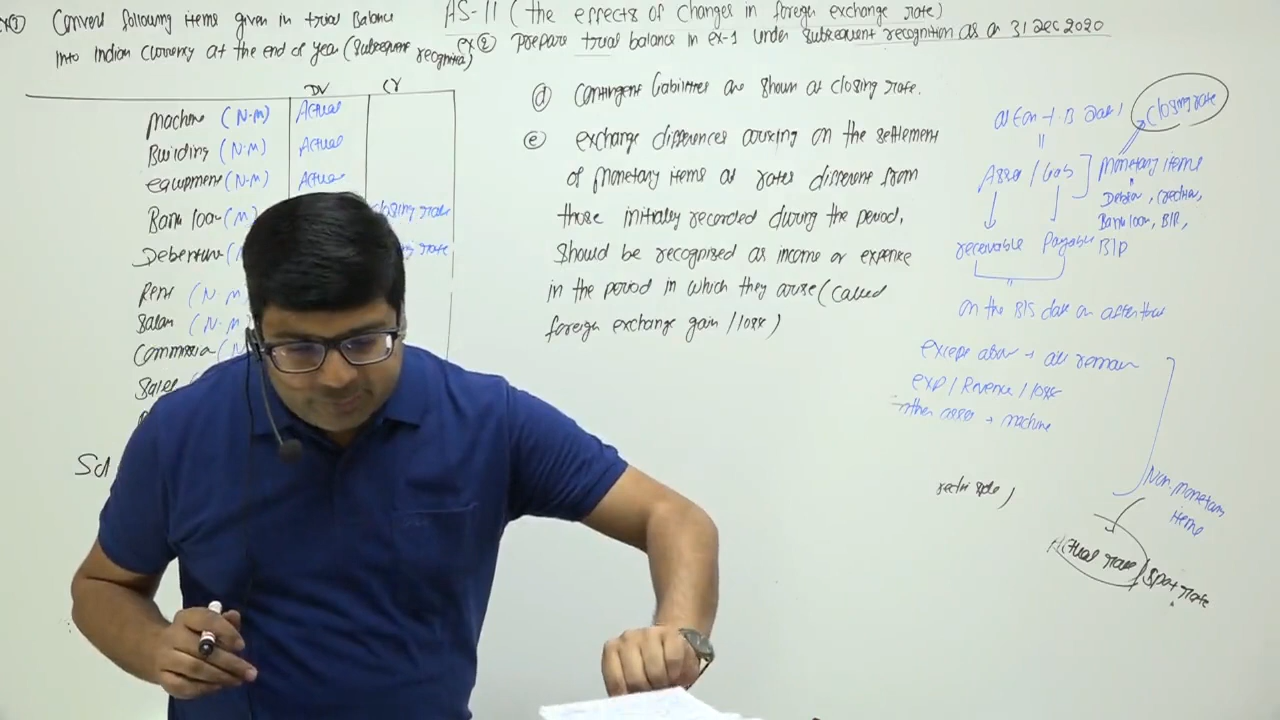 Convert following items given in trial Balance
into Indian currency at the end of year (subsequent recognition)
AS-11 (the effects of changes in foreign exchange rate)
ex ② Prepare trial balance in ex-1 under subsequent recognition as on 31 Dec 2020
DV CV
Machine (N-M) Actual
Building (N-M) Actual
equipment (N-M) Actual
Bank loan (M) closing rate
Debenture ( rate
Rent (N-M)
Salary (N-M)
Commission (N
Sales
Sol
ⓓ contingent liabilities are shown at closing rate.
ⓔ exchange differences arising on the settlement
of monetary items at rates different from
those initially recorded during the period,
should be recognised as income or expense
in the period in which they arise (called
foreign exchange gain / loss)
closing rate
Asset / Liab
Monetary items
Debtor, creditor,
Bank loan, B/R,
B/P
receivable Payable
on the B/S date or after that
except above + all remain
exp / Revenue / loss
other asset + machine
Non-monetary
items
Actual rate / spot rate